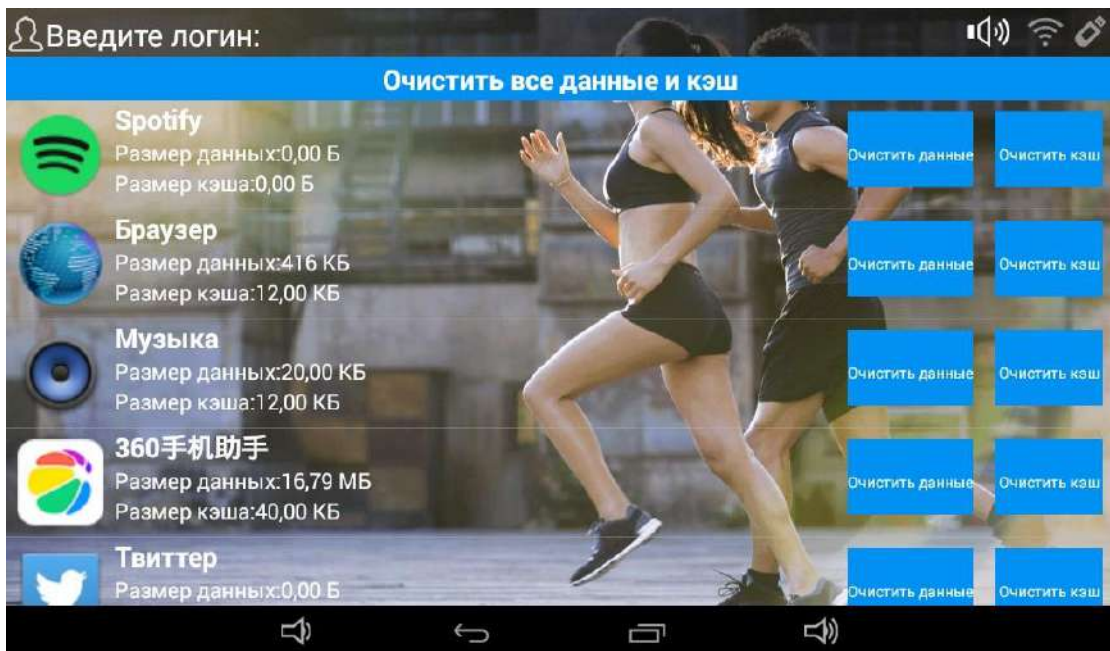 Введите логин:
Очистить все данные и кэш
Spotify
Размер данных:0,00 Б
Размер кэша:0,00 Б
Очистить данные
Очистить кэш
Браузер
Размер данных:416 КБ
Размер кэша:12,00 КБ
Очистить данные
Очистить кэш
Музыка
Размер данных:20,00 КБ
Размер кэша:12,00 КБ
Очистить данные
Очистить кэш
360手机助手
Размер данных:16,79 МБ
Размер кэша:40,00 КБ
Очистить данные
Очистить кэш
Твиттер
Размер данных:0,00 Б
Очистить данные
Очистить кэш